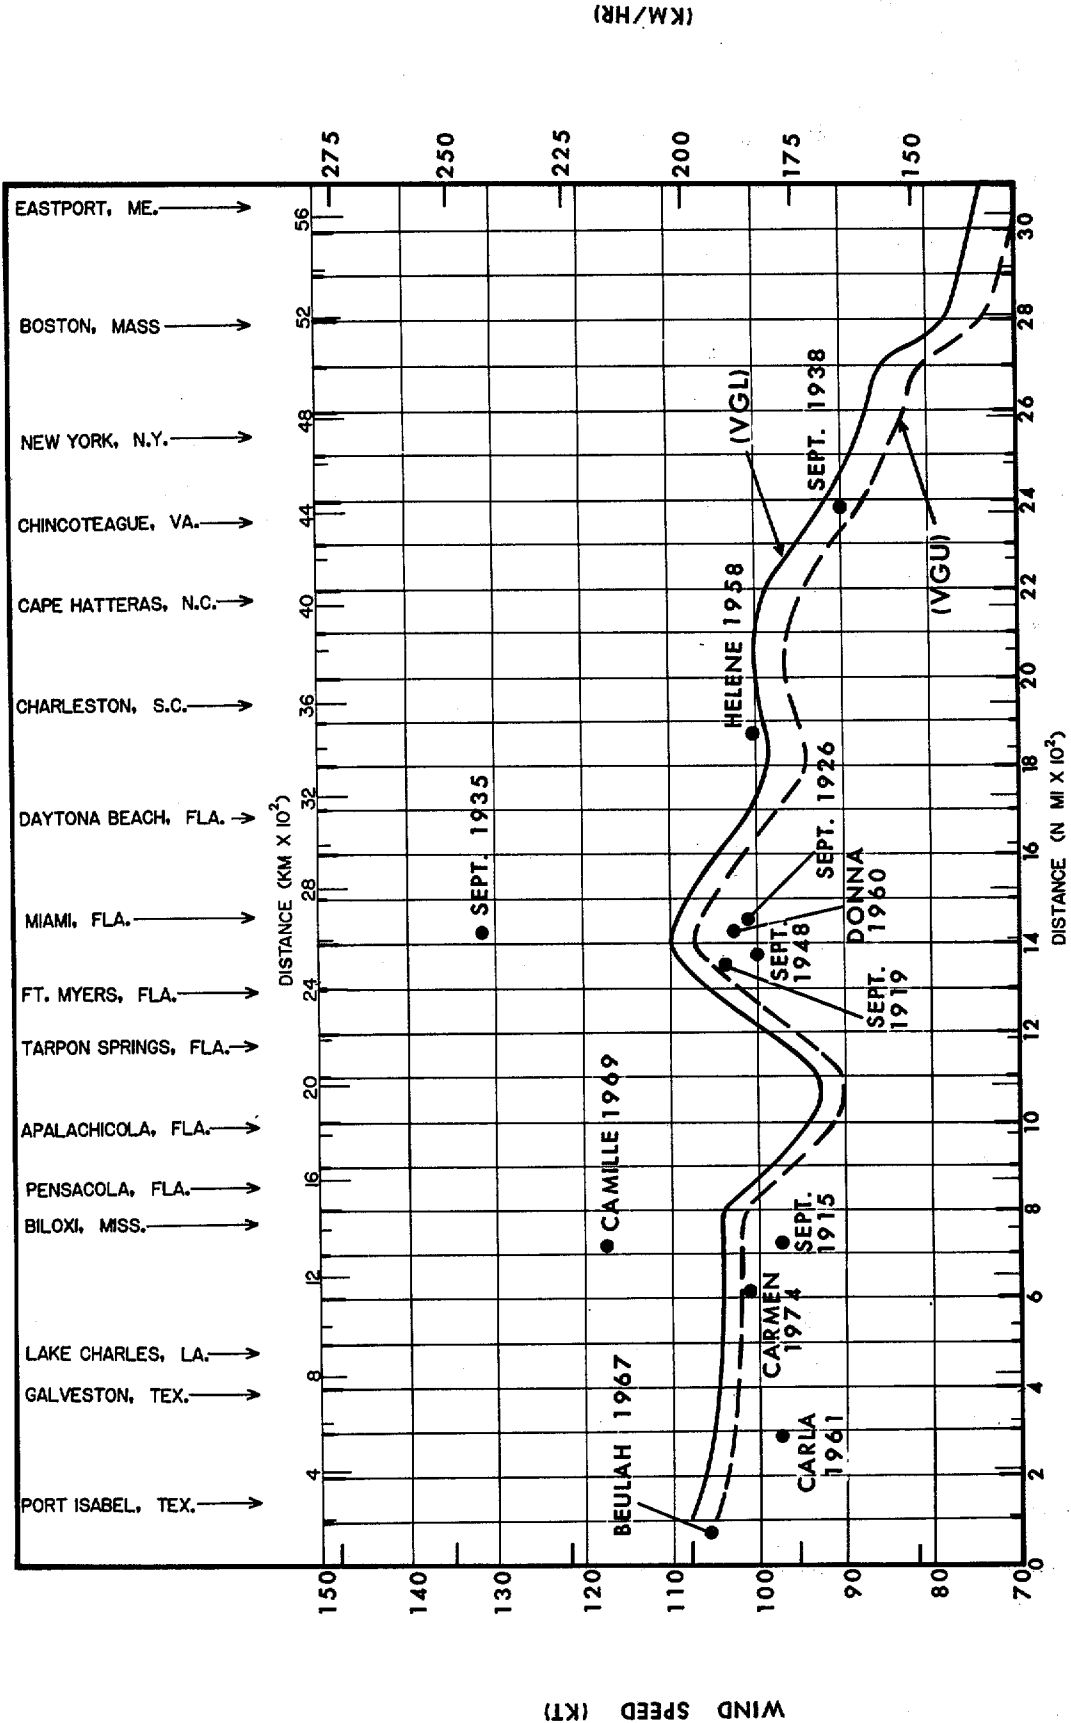 WIND SPEED (KT)
(KM/HR)
150
140
130
120
110
100
90
80
70
275
250
225
200
175
150
PORT ISABEL, TEX.
GALVESTON, TEX.
LAKE CHARLES, LA.
BILOXI, MISS.
PENSACOLA, FLA.
APALACHICOLA, FLA.
TARPON SPRINGS, FLA.
FT. MYERS, FLA.
MIAMI, FLA.
DAYTONA BEACH, FLA.
CHARLESTON, S.C.
CAPE HATTERAS, N.C.
CHINCOTEAGUE, VA.
NEW YORK, N.Y.
BOSTON, MASS
EASTPORT, ME.
4
8
12
16
20
24
28
32
36
40
44
48
52
56
DISTANCE (KM X 10²)
BEULAH 1967
CAMILLE 1969
SEPT. 1935
CARLA
1961
CARMEN
1974
SEPT.
1915
SEPT.
1919
SEPT.
1948
DONNA
1960
SEPT. 1926
HELENE 1958
SEPT. 1938
(VGL)
(VGU)
0
2
4
6
8
10
12
14
16
18
20
22
24
26
28
30
DISTANCE (N MI X 10²)